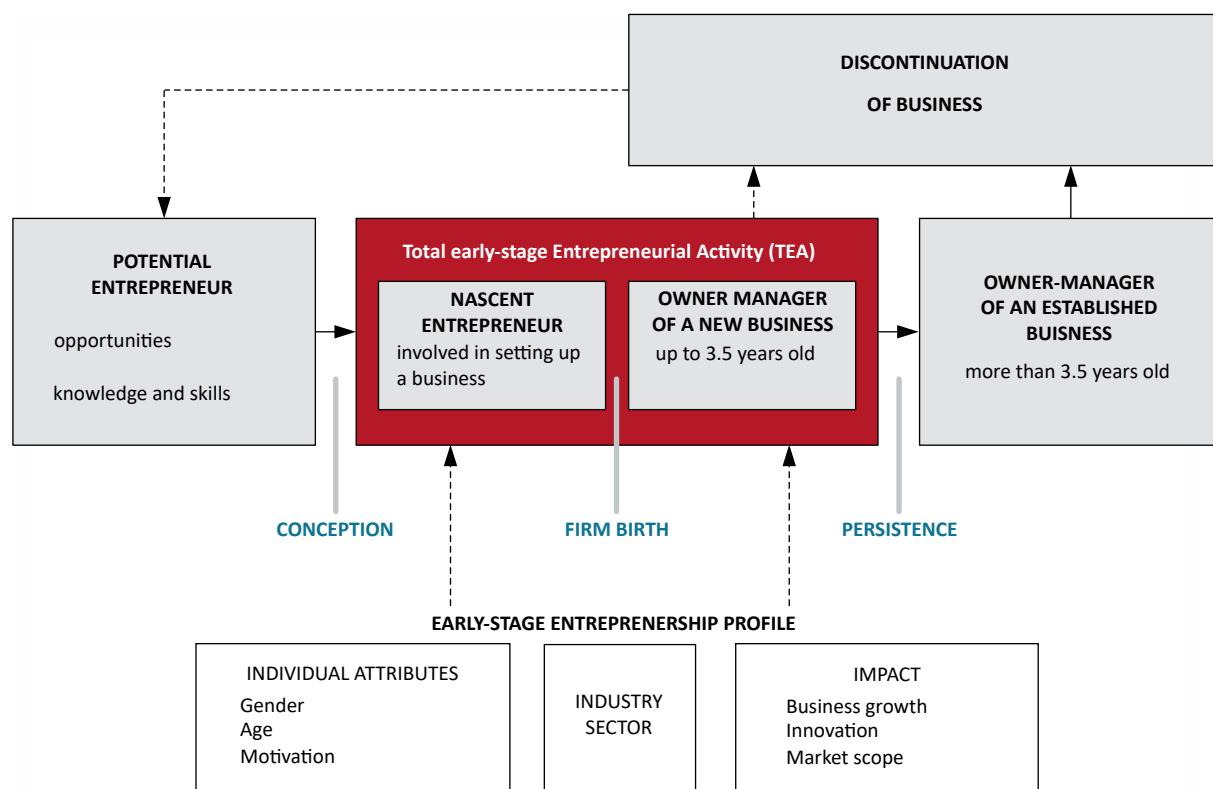 DISCONTINUATION
OF BUSINESS
POTENTIAL
ENTREPRENEUR
opportunities
knowledge and skills
Total early-stage Entrepreneurial Activity (TEA)
NASCENT
ENTREPRENEUR
involved in setting up
a business
OWNER MANAGER
OF A NEW BUSINESS
up to 3.5 years old
OWNER-MANAGER
OF AN ESTABLISHED
BUISNESS
more than 3.5 years old
CONCEPTION
FIRM BIRTH
PERSISTENCE
EARLY-STAGE ENTREPRENERSHIP PROFILE
INDIVIDUAL ATTRIBUTES
Gender
Age
Motivation
INDUSTRY
SECTOR
IMPACT
Business growth
Innovation
Market scope